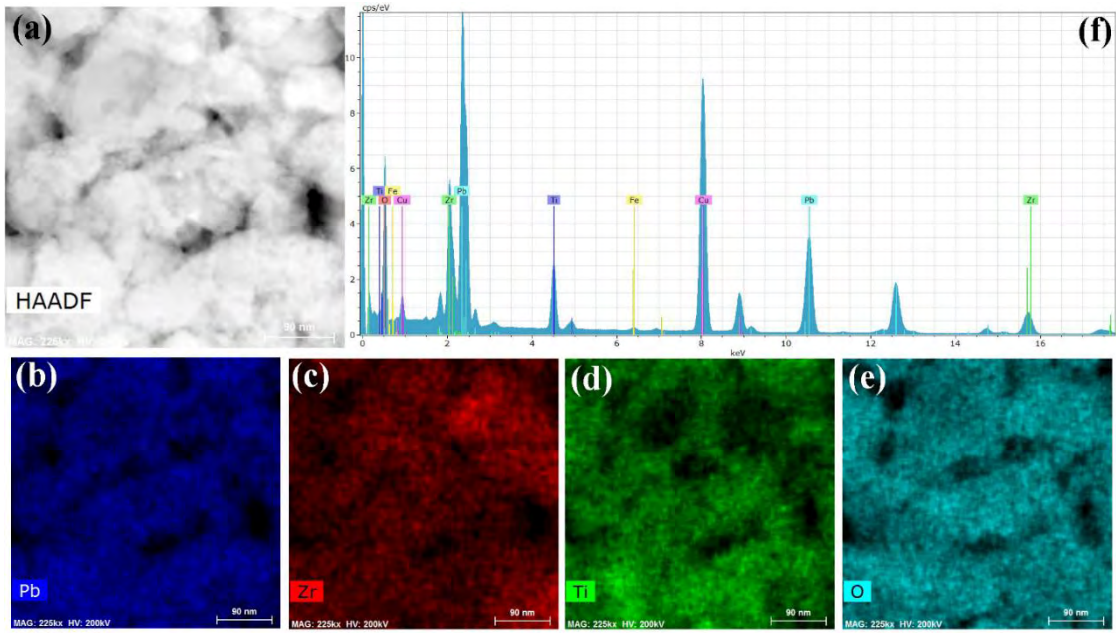 (a)
HAADF
90 nm
MAG: 225kx HV: 200kV
cps/eV
(f)
10
8
6
4
2
0
Ti Fe
Zr O Cu
Zr Pb
Ti
Fe
Cu
Pb
Zr
2 4 6 8 10 12 14 16
keV
(b)
Pb
90 nm
MAG: 225kx HV: 200kV
(c)
Zr
90 nm
MAG: 225kx HV: 200kV
(d)
Ti
90 nm
MAG: 225kx HV: 200kV
(e)
O
90 nm
MAG: 225kx HV: 200kV